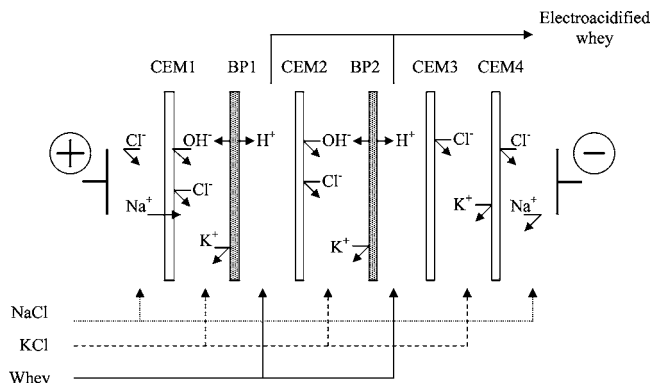 Electroacidified
whey
CEM1 BP1 CEM2 BP2 CEM3 CEM4
Cl⁻ OH⁻ H⁺ OH⁻ H⁺ Cl⁻ Cl⁻
+ −
Cl⁻ Cl⁻
Na⁺ K⁺ Na⁺
K⁺ K⁺
NaCl
KCl
Whey